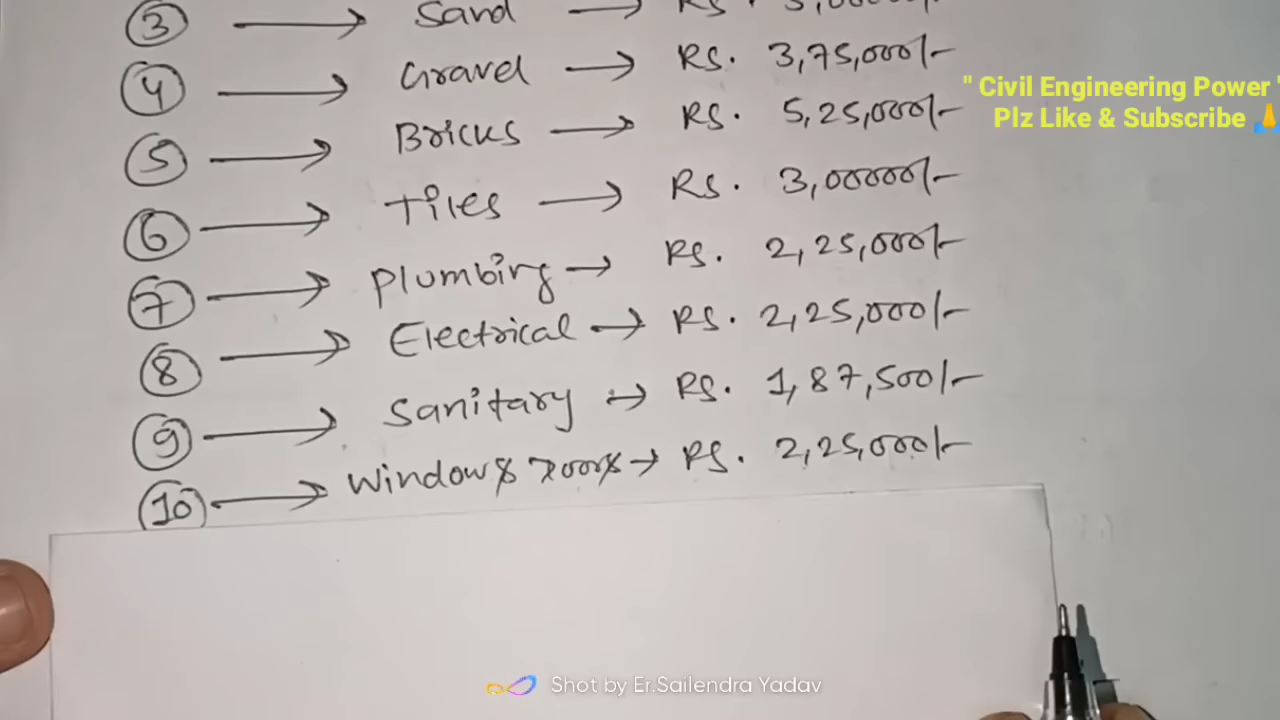 ③ → Sand → Rs.
④ → Gravel → Rs. 3,75,000/-
⑤ → Bricks → Rs. 5,25,000/-
⑥ → Tiles → Rs. 3,00000/-
⑦ → Plumbing → Rs. 2,25,000/-
⑧ → Electrical → Rs. 2,25,000/-
⑨ → Sanitary → Rs. 1,87,500/-
⑩ → Window& → Rs. 2,25,000/-
" Civil Engineering Power "
Plz Like & Subscribe 🙏
Shot by Er.Sailendra Yadav